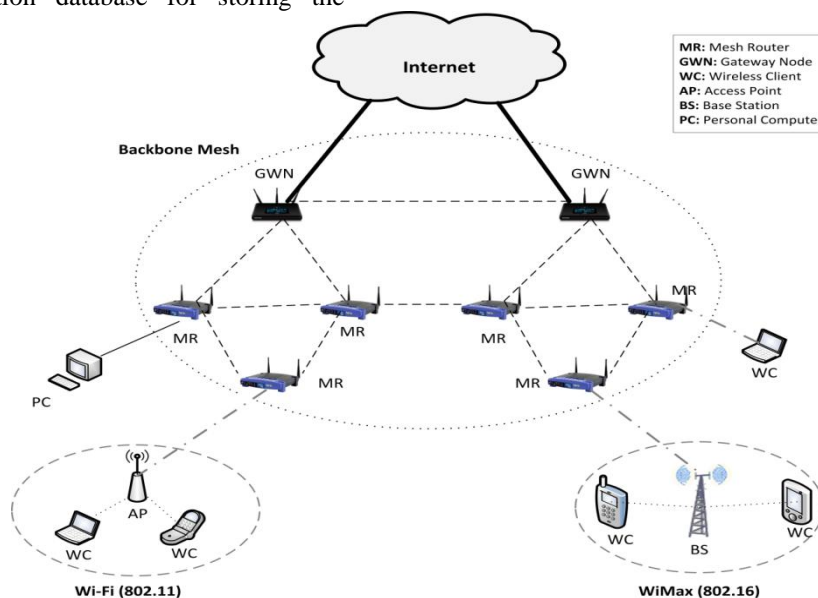 tion database for storing the
Internet
MR: Mesh Router
GWN: Gateway Node
WC: Wireless Client
AP: Access Point
BS: Base Station
PC: Personal Compute
Backbone Mesh
GWN
GWN
MR
MR
MR
MR
MR
MR
WC
PC
AP
WC
WC
WC
BS
WC
Wi-Fi (802.11)
WiMax (802.16)